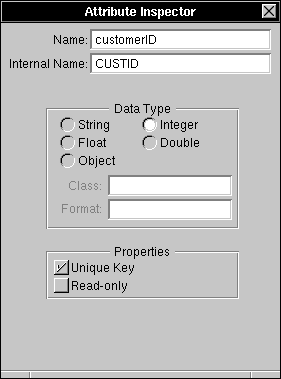 Attribute Inspector
Name: customerID
Internal Name: CUSTID
Data Type
String Integer
Float Double
Object
Class:
Format:
Properties
Unique Key
Read-only